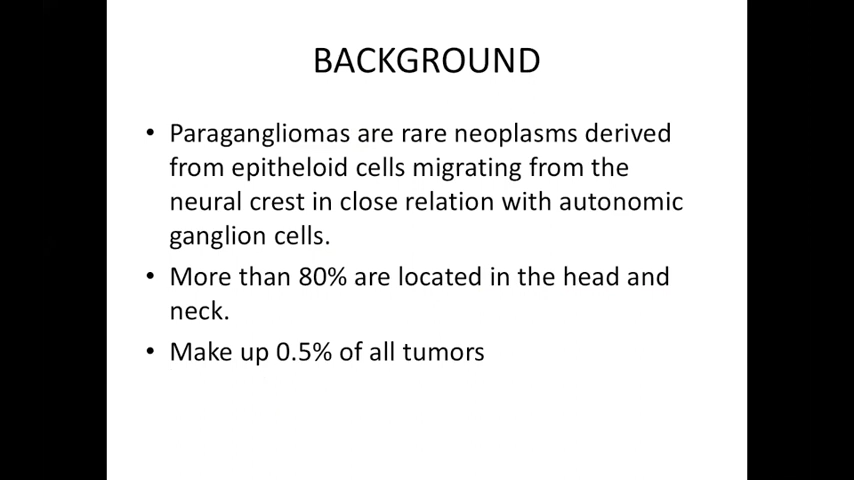 BACKGROUND
• Paragangliomas are rare neoplasms derived
from epitheloid cells migrating from the
neural crest in close relation with autonomic
ganglion cells.
• More than 80% are located in the head and
neck.
• Make up 0.5% of all tumors